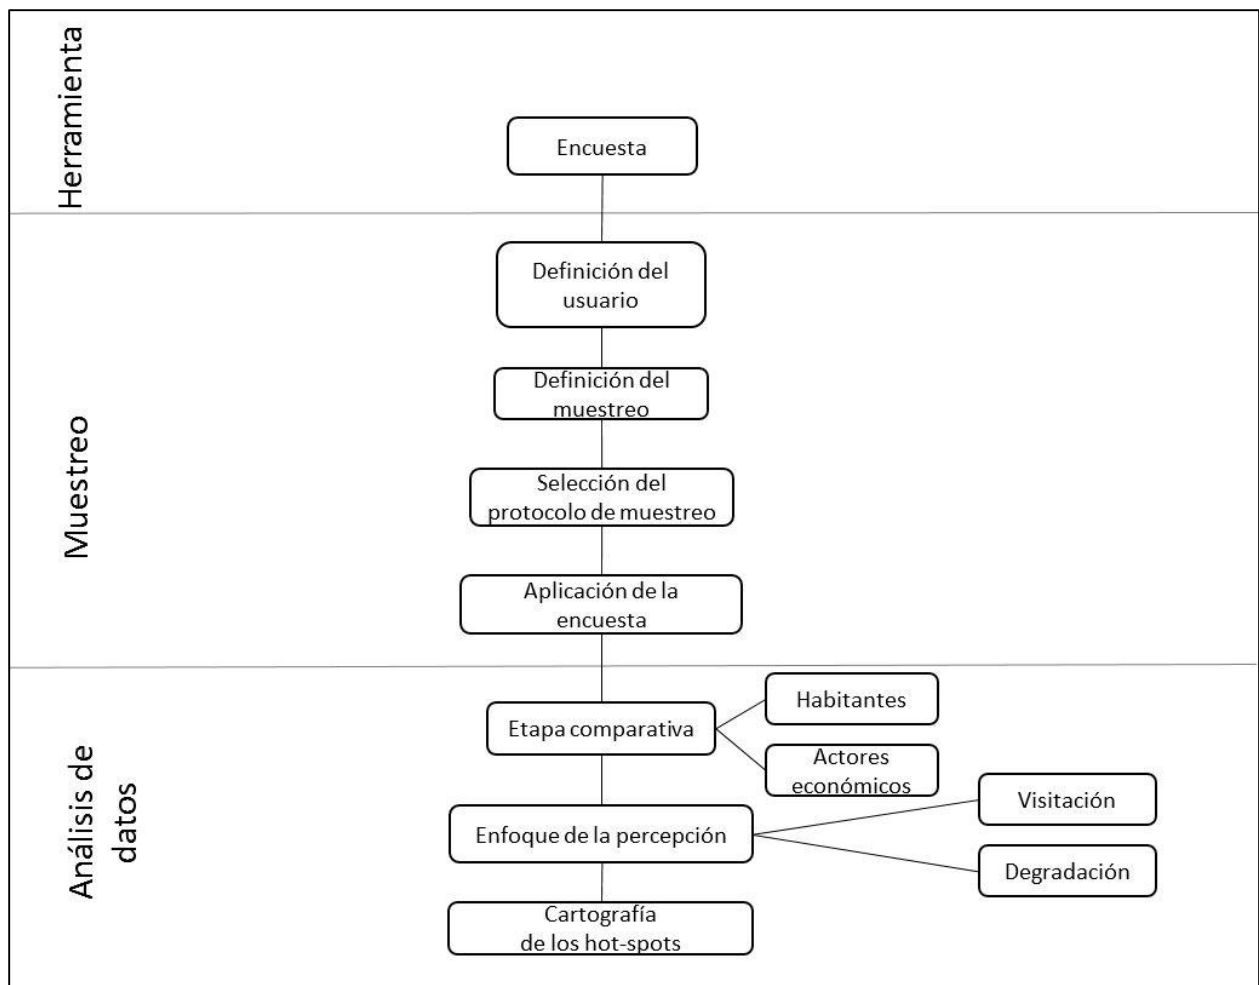 Herramienta
Encuesta
Muestreo
Definición del
usuario
Definición del
muestreo
Selección del
protocolo de muestreo
Aplicación de la
encuesta
Análisis de
datos
Etapa comparativa
Habitantes
Actores
económicos
Enfoque de la percepción
Visitación
Degradación
Cartografía
de los hot-spots